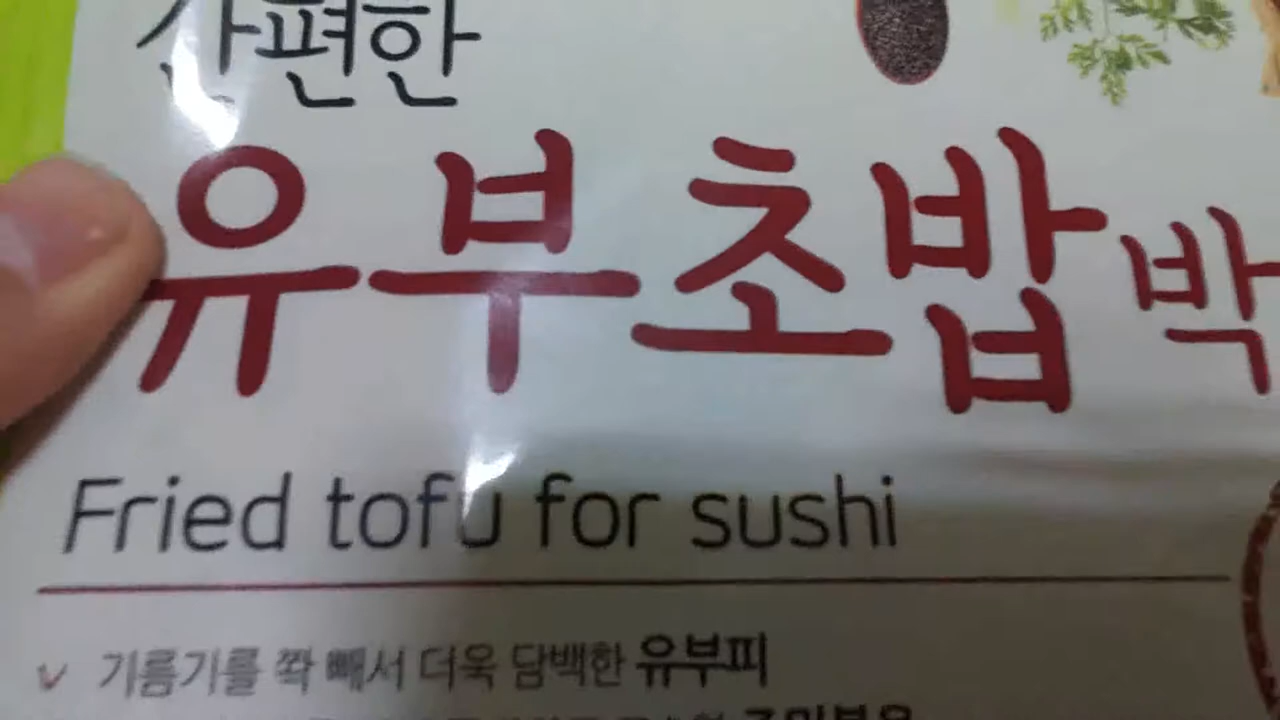 간편한
유부초밥 박
Fried tofu for sushi
기름기를 쫙 빼서 더욱 담백한 유부피